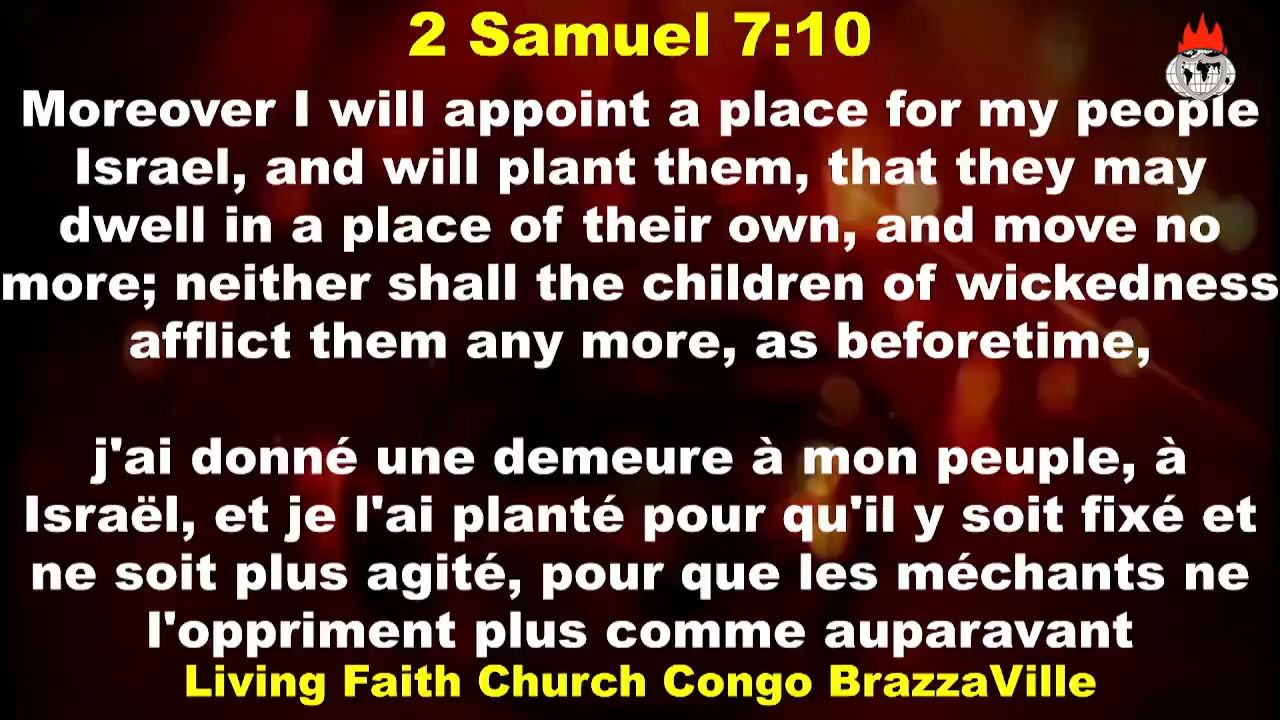 2 Samuel 7:10
Moreover I will appoint a place for my people
Israel, and will plant them, that they may
dwell in a place of their own, and move no
more; neither shall the children of wickedness
afflict them any more, as beforetime,
j'ai donné une demeure à mon peuple, à
Israël, et je l'ai planté pour qu'il y soit fixé et
ne soit plus agité, pour que les méchants ne
l'oppriment plus comme auparavant
Living Faith Church Congo BrazzaVille